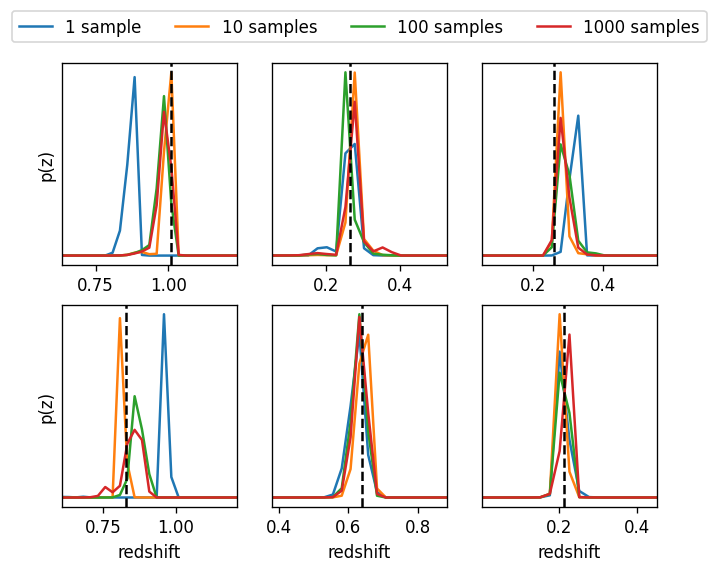 1 sample 10 samples 100 samples 1000 samples
p(z)
0.75 1.00 0.2 0.4 0.2 0.4
p(z)
0.75 1.00 0.4 0.6 0.8 0.2 0.4
redshift redshift redshift